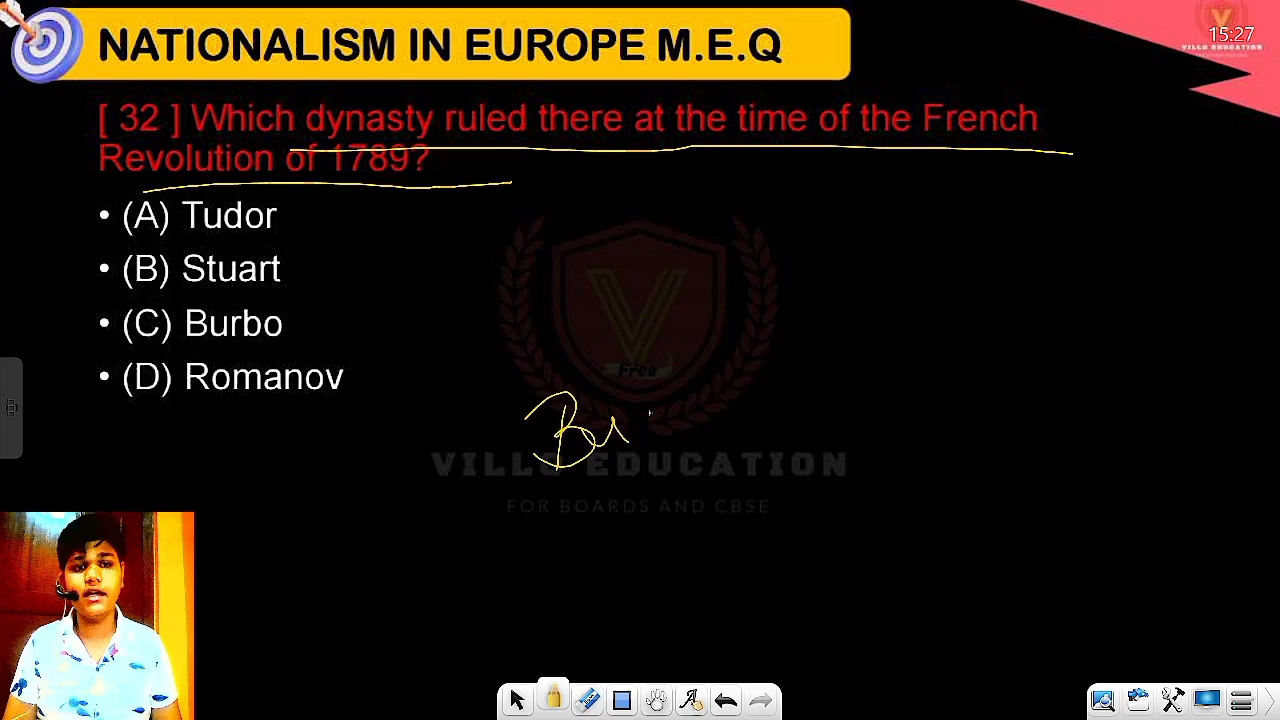 NATIONALISM IN EUROPE M.E.Q
15:27
VILLO EDUCATION
[ 32 ] Which dynasty ruled there at the time of the French
Revolution of 1789?
• (A) Tudor
• (B) Stuart
• (C) Burbo
• (D) Romanov
Free
Bu
VILLO EDUCATION
FOR BOARDS AND CBSE